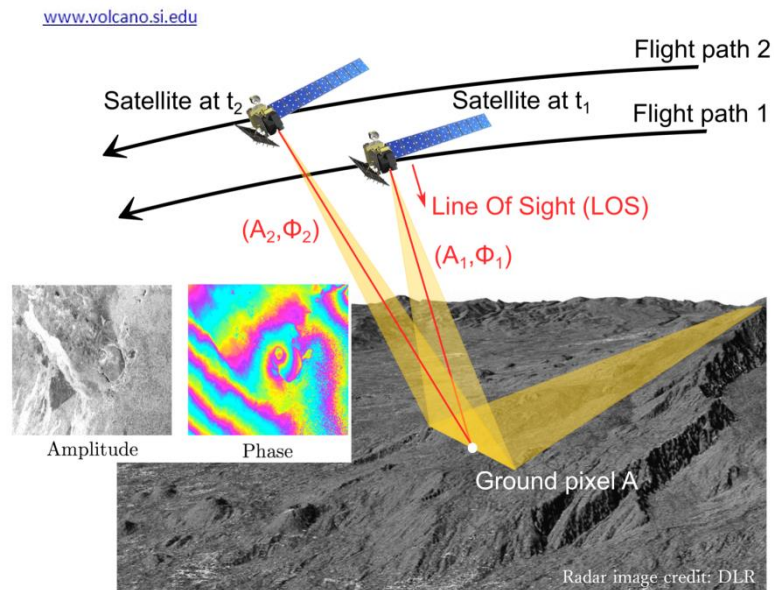 www.volcano.si.edu
Flight path 2
Satellite at t₂
Satellite at t₁
Flight path 1
Line Of Sight (LOS)
(A₂,Φ₂)
(A₁,Φ₁)
Amplitude
Phase
Ground pixel A
Radar image credit: DLR